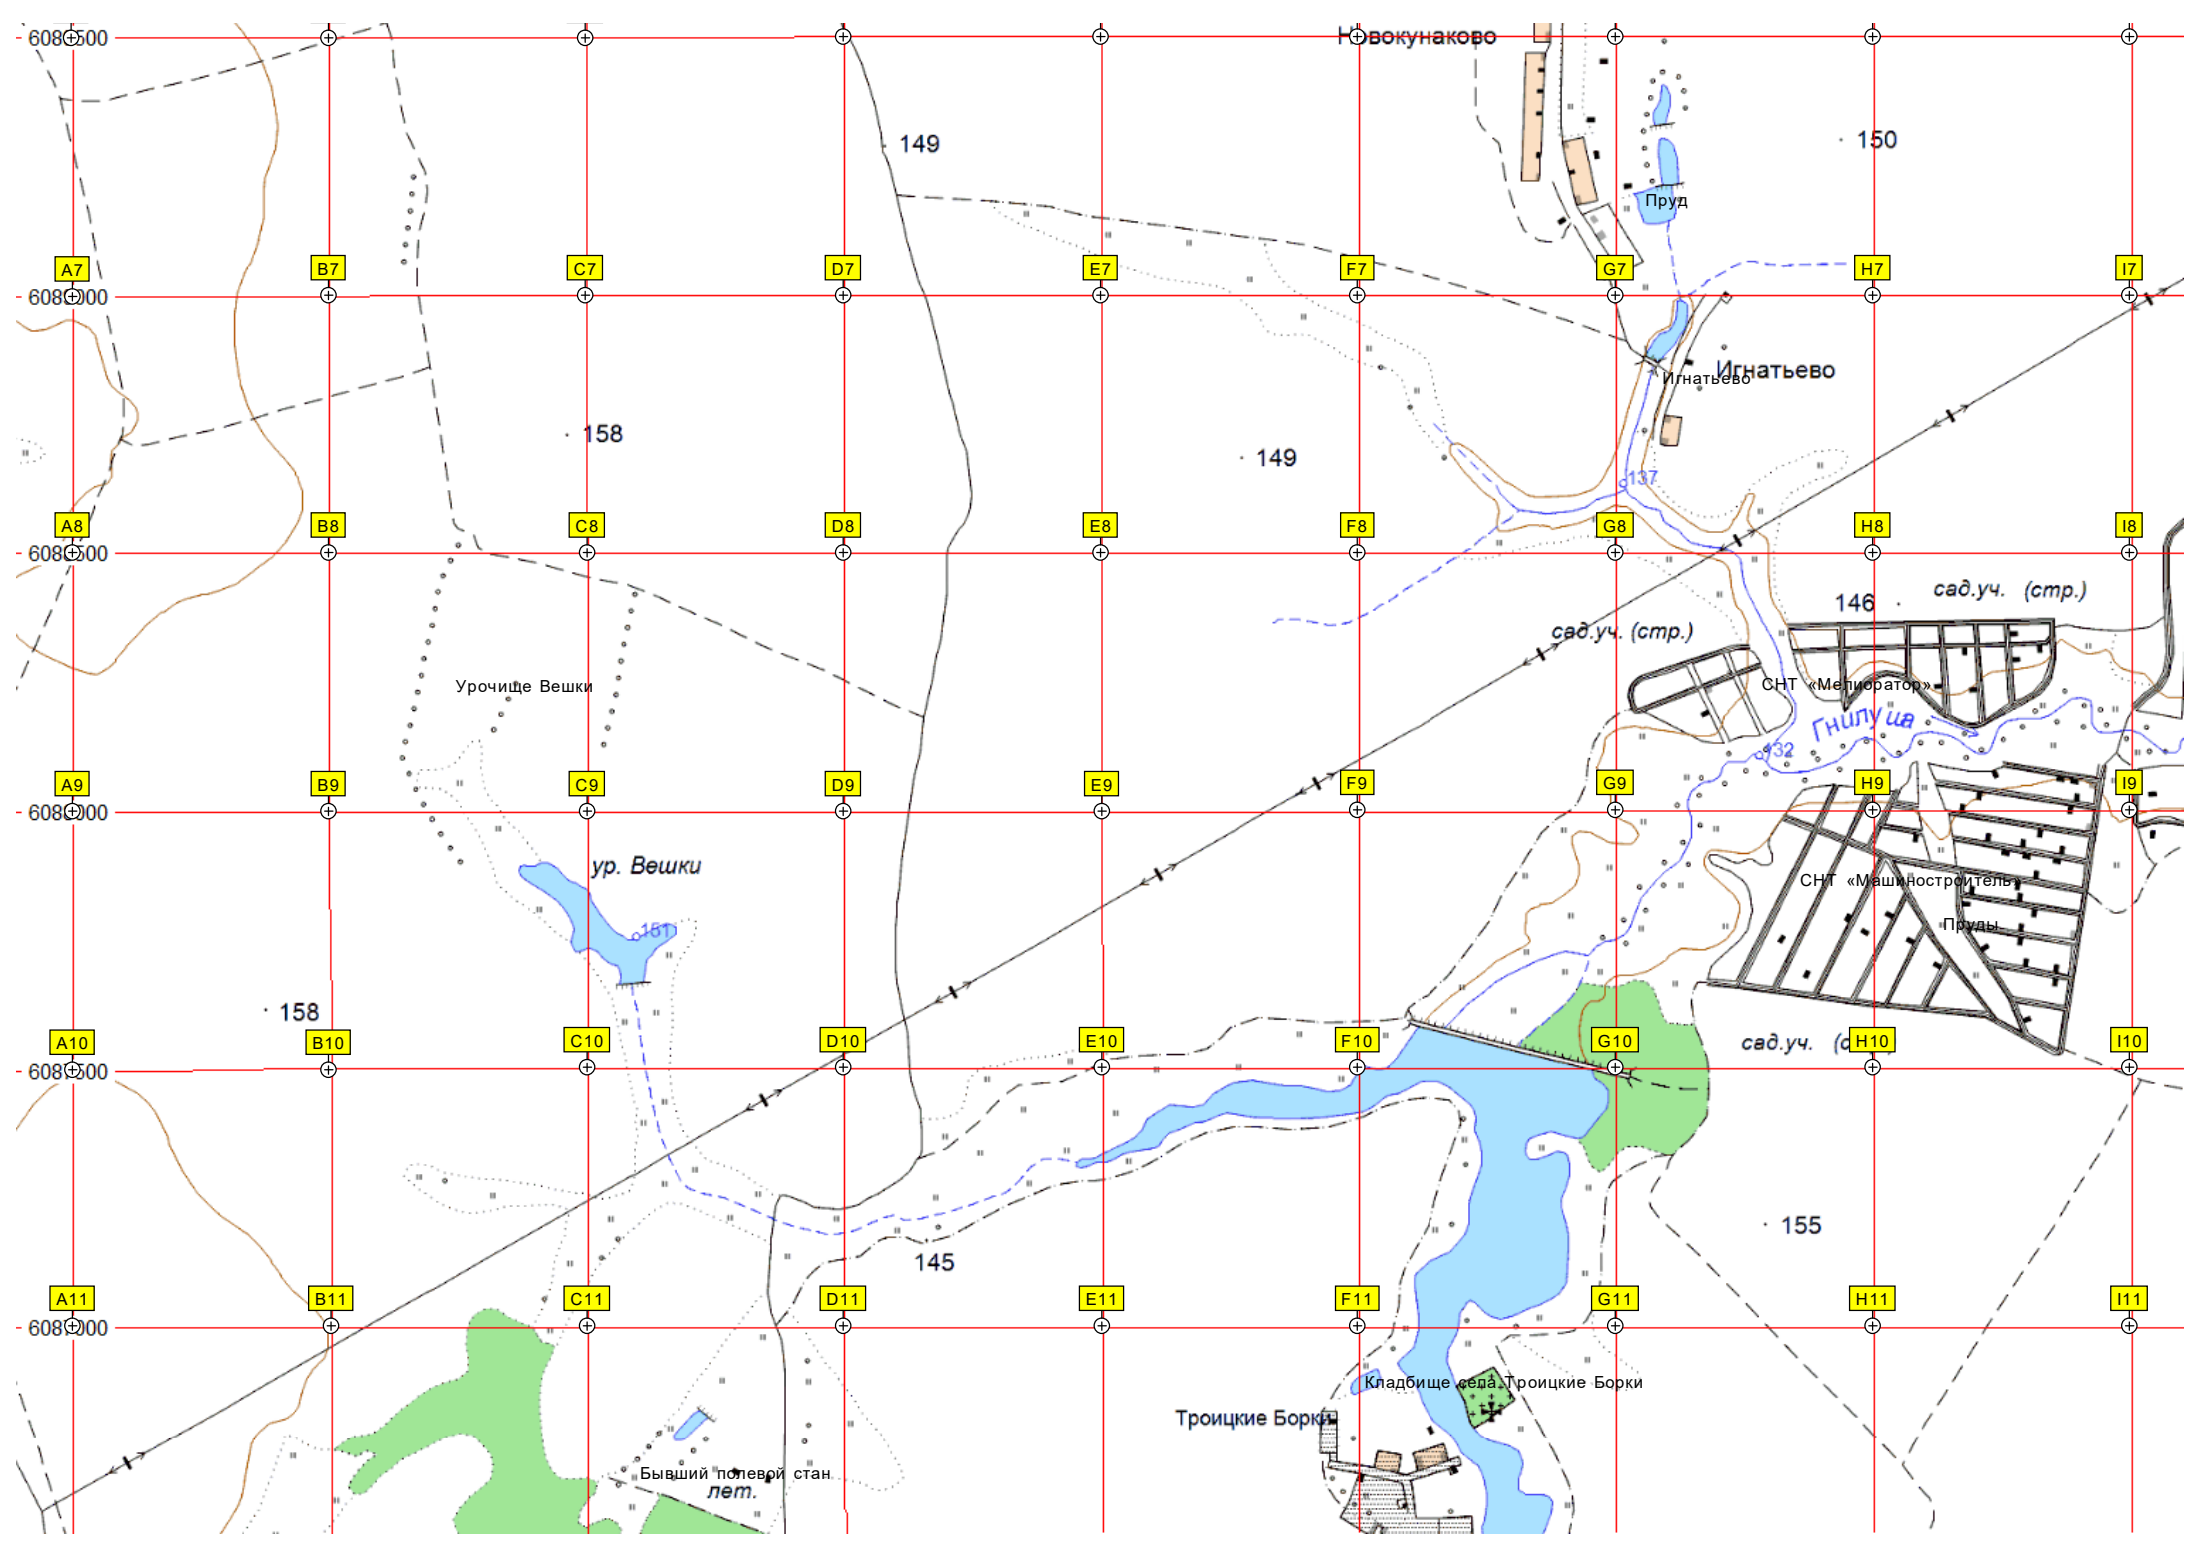 Новокунаково
149
150
Пруд
A7 B7 C7 D7 E7 F7 G7 H7 I7
Игнатьево
Игнатьево
158
149
137
A8 B8 C8 D8 E8 F8 G8 H8 I8
146
сад.уч. (стр.)
сад.уч. (стр.)
Урочище Вешки
СНТ «Мелиоратор»
Гнилуша
132
A9 B9 C9 D9 E9 F9 G9 H9 I9
ур. Вешки
СНТ «Машиностроитель»
151
Пруды
158
A10 B10 C10 D10 E10 F10 G10 H10 I10
сад.уч.
155
145
A11 B11 C11 D11 E11 F11 G11 H11 I11
Кладбище села Троицкие Борки
Троицкие Борки
Бывший полевой стан
лет.